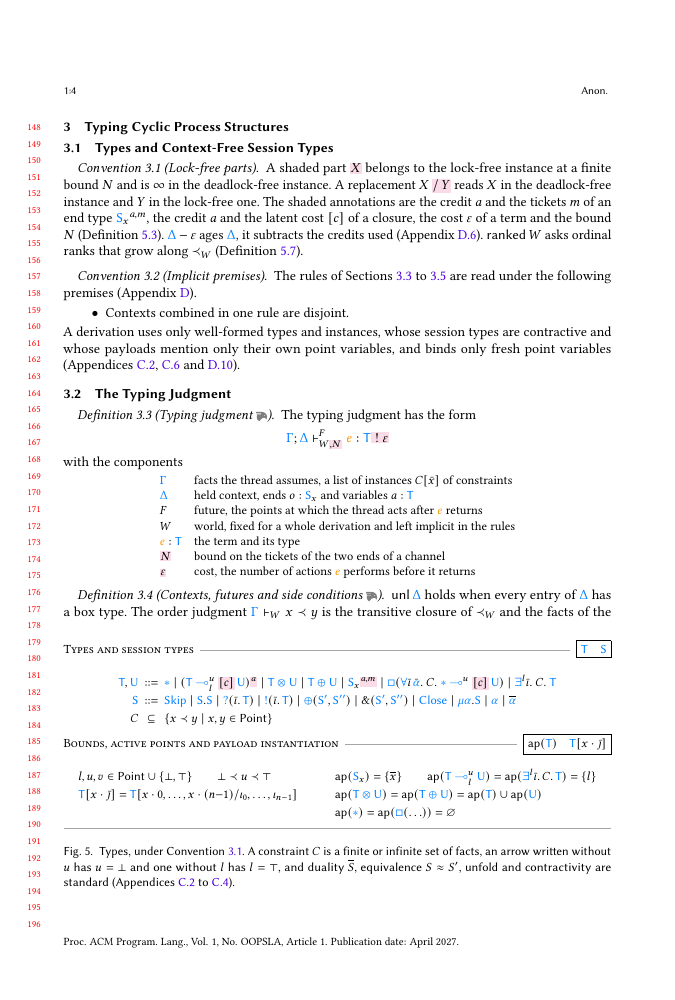 1:4 Anon.
148 3 Typing Cyclic Process Structures
149 3.1 Types and Context-Free Session Types
150
151 Convention 3.1 (Lock-free parts). A shaded part X belongs to the lock-free instance at a finite
152 bound N and is ∞ in the deadlock-free instance. A replacement X / Y reads X in the deadlock-free
153 instance and Y in the lock-free one. The shaded annotations are the credit a and the tickets m of an
154 end type Sₓᵃ,ᵐ, the credit a and the latent cost [c] of a closure, the cost ε of a term and the bound
155 N (Definition 5.3). Δ − ε ages Δ, it subtracts the credits used (Appendix D.6). ranked W asks ordinal
156 ranks that grow along ≺_W (Definition 5.7).
157 Convention 3.2 (Implicit premises). The rules of Sections 3.3 to 3.5 are read under the following
158 premises (Appendix D).
159 • Contexts combined in one rule are disjoint.
160 A derivation uses only well-formed types and instances, whose session types are contractive and
161 whose payloads mention only their own point variables, and binds only fresh point variables
162 (Appendices C.2, C.6 and D.10).
163
164 3.2 The Typing Judgment
165 Definition 3.3 (Typing judgment). The typing judgment has the form
166
167 Γ; Δ ⊢^F_{W,N} e : T ! ε
168 with the components
169 Γ facts the thread assumes, a list of instances C[x̄] of constraints
170 Δ held context, ends o : Sₓ and variables a : T
171 F future, the points at which the thread acts after e returns
172 W world, fixed for a whole derivation and left implicit in the rules
173 e : T the term and its type
174 N bound on the tickets of the two ends of a channel
175 ε cost, the number of actions e performs before it returns
176 Definition 3.4 (Contexts, futures and side conditions). unl Δ holds when every entry of Δ has
177 a box type. The order judgment Γ ⊢_W x ≺ y is the transitive closure of ≺_W and the facts of the
178
179 Types and session types T S
180
181 T, U ::= ∗ | (T ⊸ᵘ_l [c] U)ᵃ | T ⊗ U | T ⊕ U | Sₓᵃ,ᵐ | □(∀ῑ ᾱ. C. ∗ ⊸ᵘ_l [c] U) | ∃ˡῑ. C. T
182 S ::= Skip | S.S | ?(ῑ. T) | !(ῑ. T) | ⊕(S′, S″) | &(S′, S″) | Close | μα.S | α | ᾱ
183
184 C ⊆ {x ≺ y | x, y ∈ Point}
185 Bounds, active points and payload instantiation ap(T) T[x · j̄]
186
187 l, u, v ∈ Point ∪ {⊥, ⊤} ⊥ ≺ u ≺ ⊤ ap(Sₓ) = {x̄} ap(T ⊸ᵘ_l U) = ap(∃ˡῑ. C. T) = {l}
188 T[x · j̄] = T[x · 0, . . . , x · (n−1)/ι₀, . . . , ιₙ₋₁] ap(T ⊗ U) = ap(T ⊕ U) = ap(T) ∪ ap(U)
189 ap(∗) = ap(□(. . .)) = ∅
190
191
192 Fig. 5. Types, under Convention 3.1. A constraint C is a finite or infinite set of facts, an arrow written without
193 u has u = ⊥ and one without l has l = ⊤, and duality S̄, equivalence S ≈ S′, unfold and contractivity are
194 standard (Appendices C.2 to C.4).
195
196
Proc. ACM Program. Lang., Vol. 1, No. OOPSLA, Article 1. Publication date: April 2027.